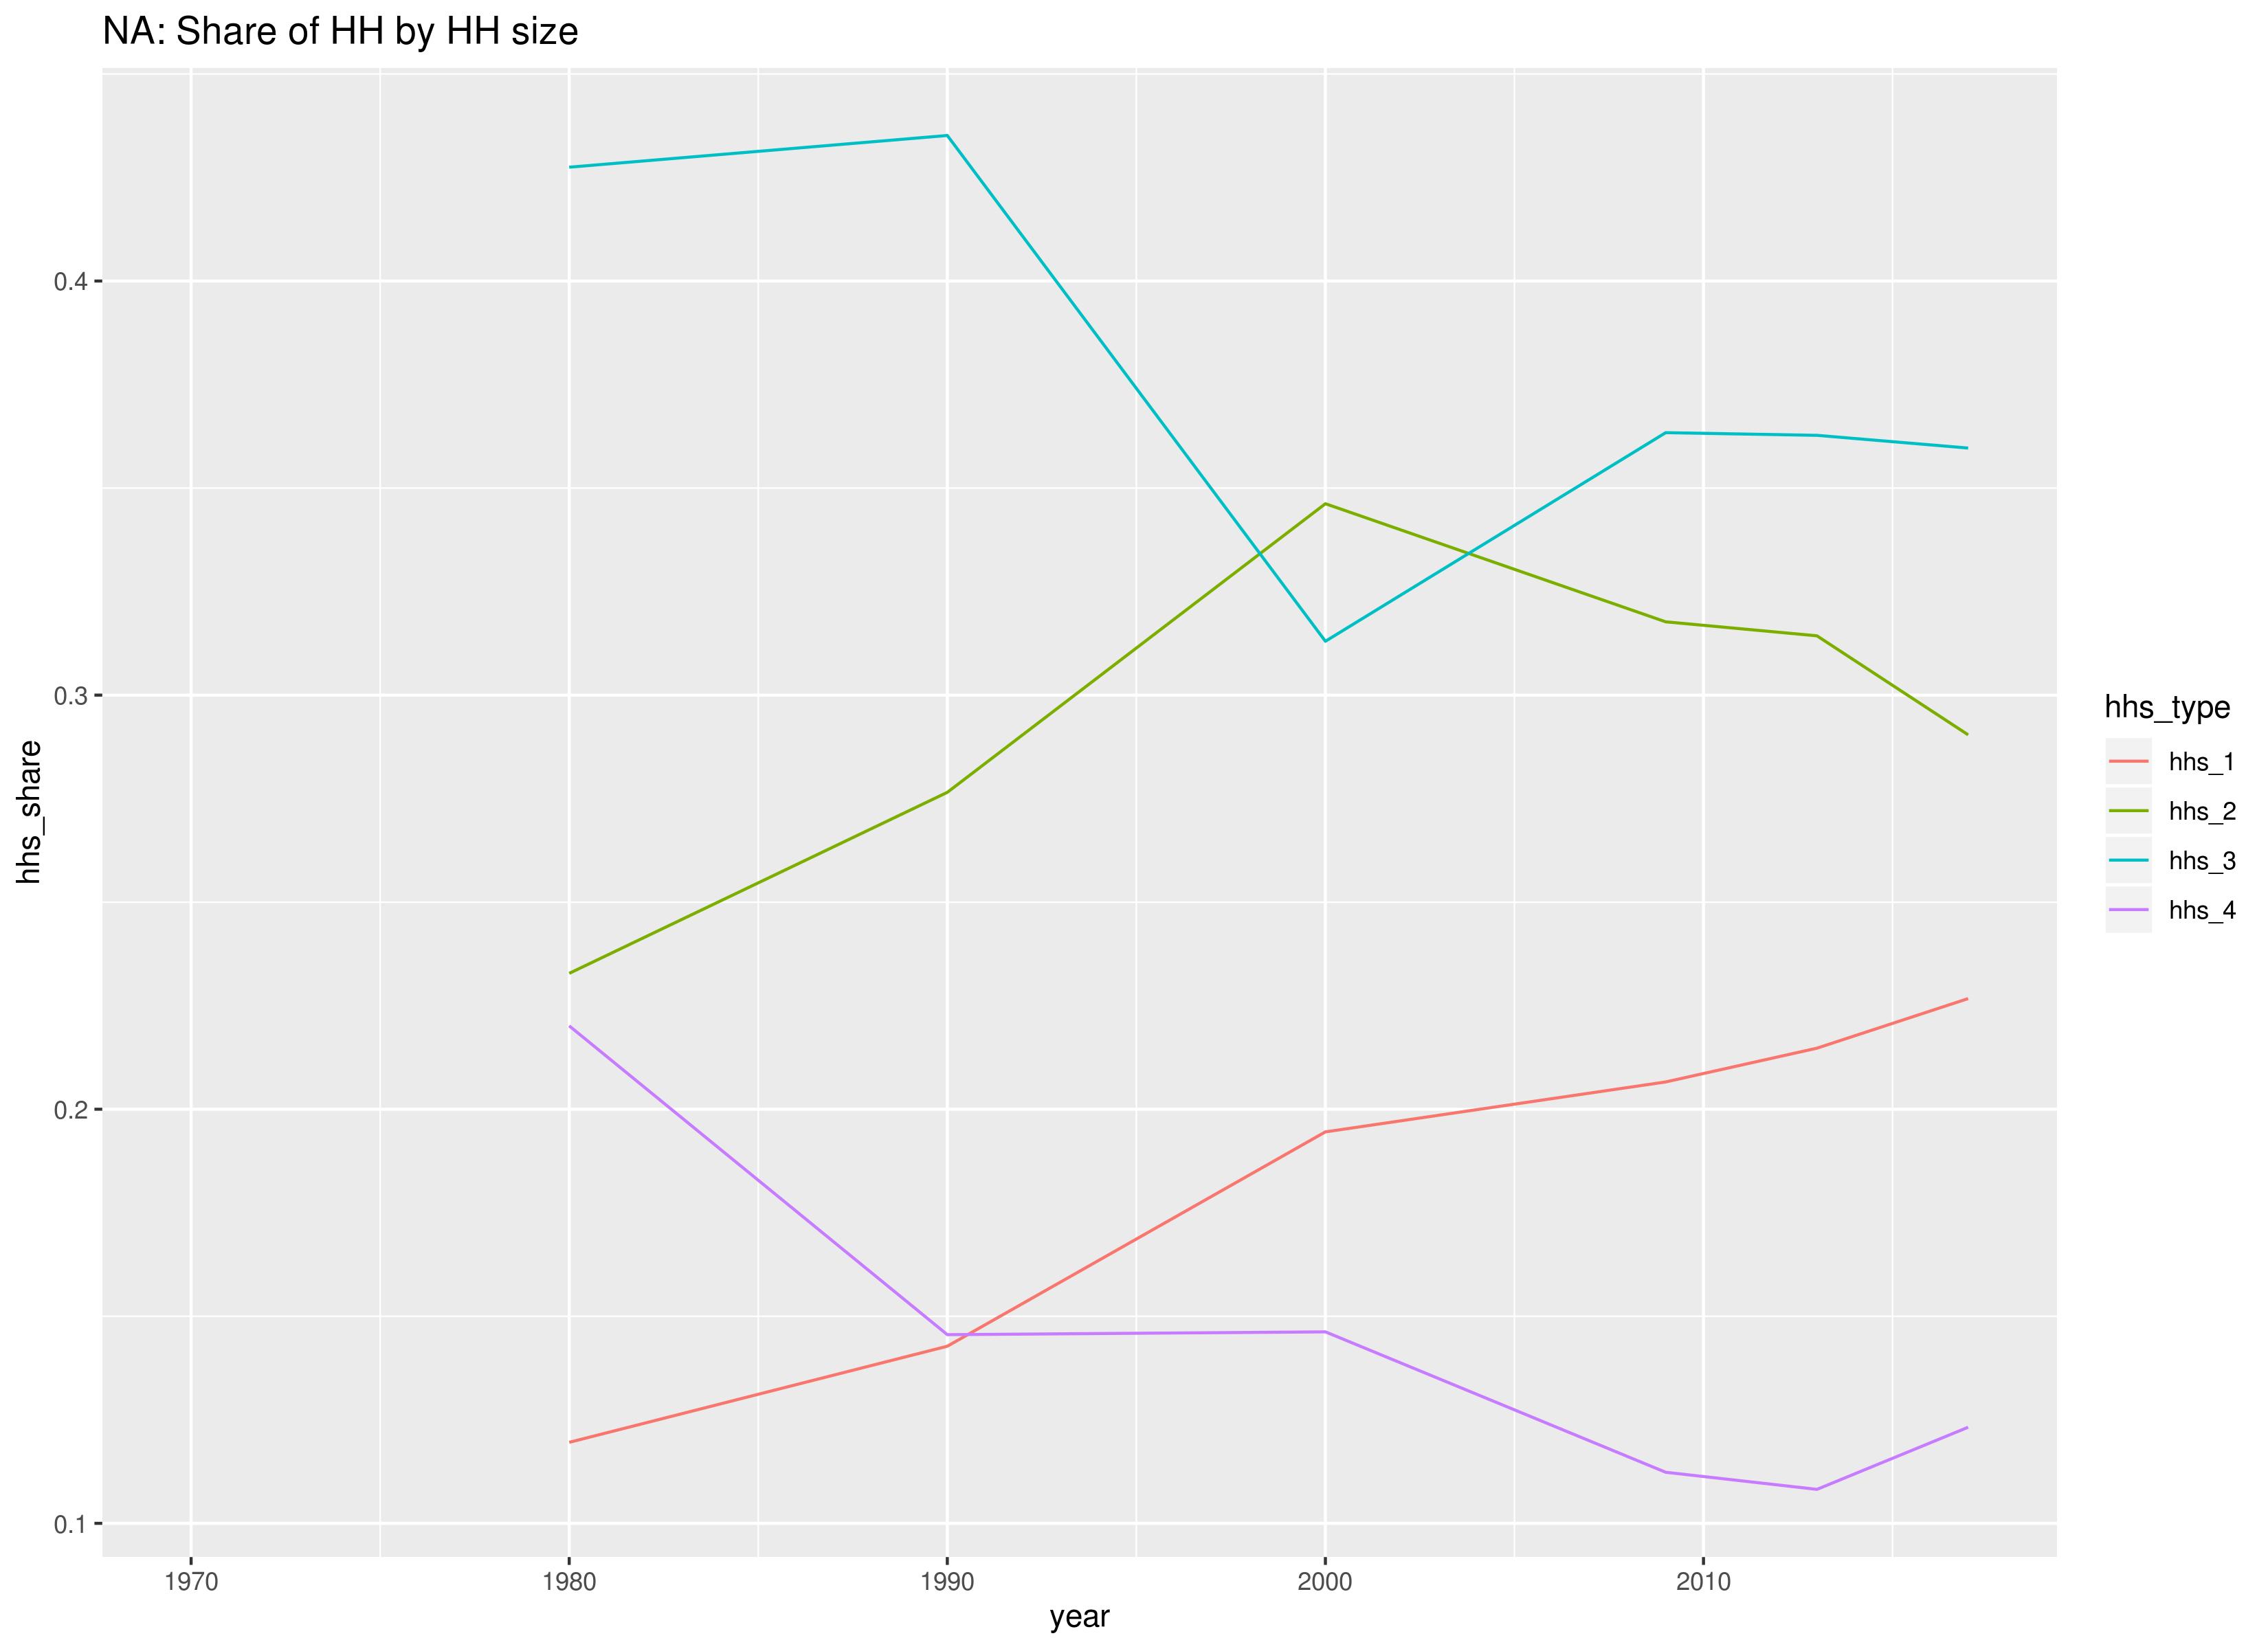 NA: Share of HH by HH size
0.4
0.3
0.2
0.1
hhs_share
1970 1980 1990 2000 2010
year
hhs_type
hhs_1
hhs_2
hhs_3
hhs_4